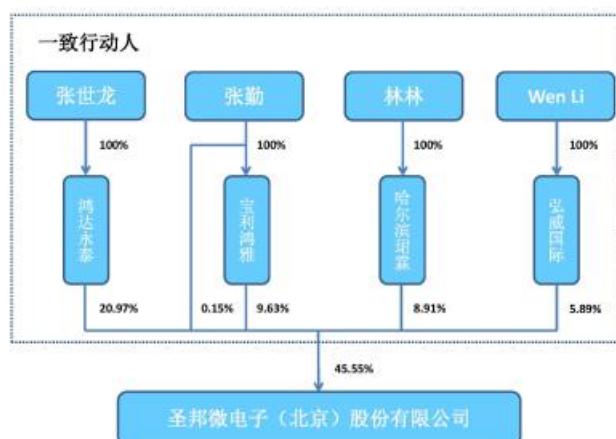 一致行动人
张世龙 张勤 林林 Wen Li
100% 100% 100% 100%
鸿达永泰
宝利鸿雅
哈尔滨珺霖
弘威国际
20.97% 0.15% 9.63% 8.91% 5.89%
45.55%
圣邦微电子（北京）股份有限公司